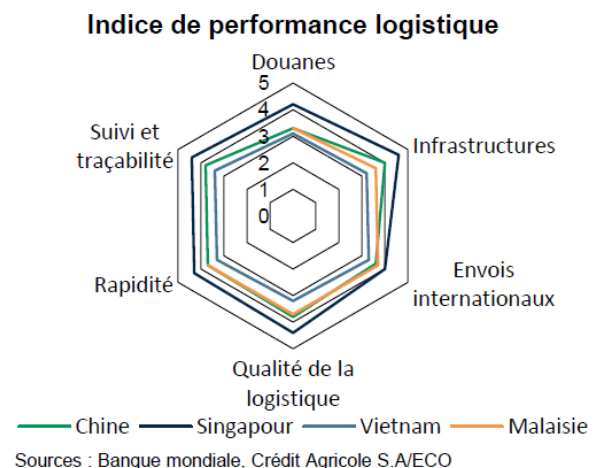 Indice de performance logistique
Douanes
5
4
3
2
1
0
Infrastructures
Envois
internationaux
Qualité de la
logistique
Rapidité
Suivi et
traçabilité
Chine Singapour Vietnam Malaisie
Sources : Banque mondiale, Crédit Agricole S.A/ECO